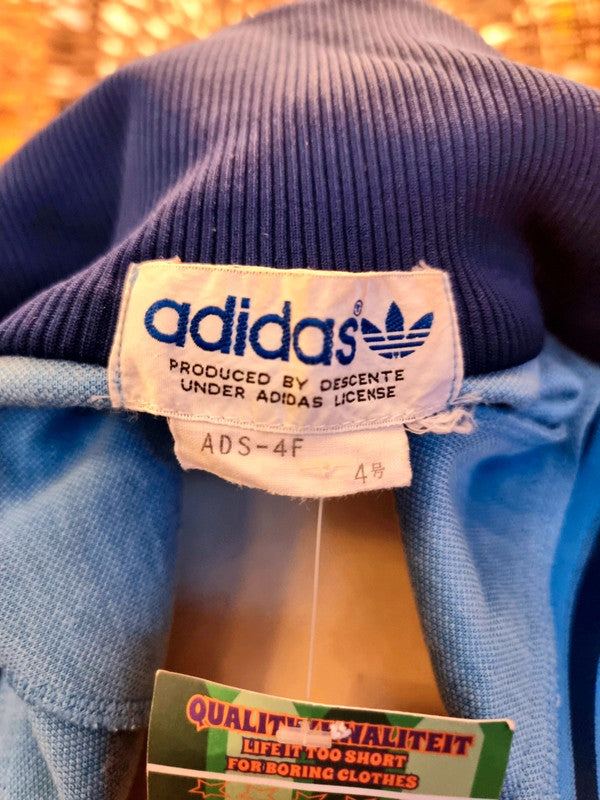 adidas®
PRODUCED BY DESCENTE
UNDER ADIDAS LICENSE
ADS-4F
4号
LIFE IT TOO SHORT
FOR BORING CLOTHES